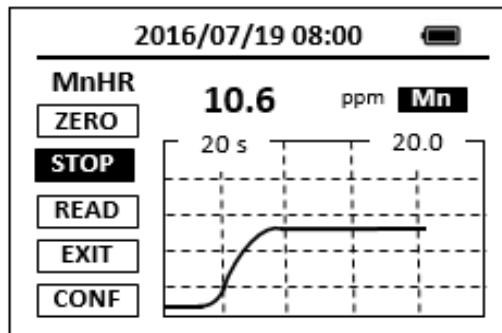 2016/07/19 08:00
MnHR
10.6 ppm Mn
ZERO
20 s 20.0
STOP
READ
EXIT
CONF